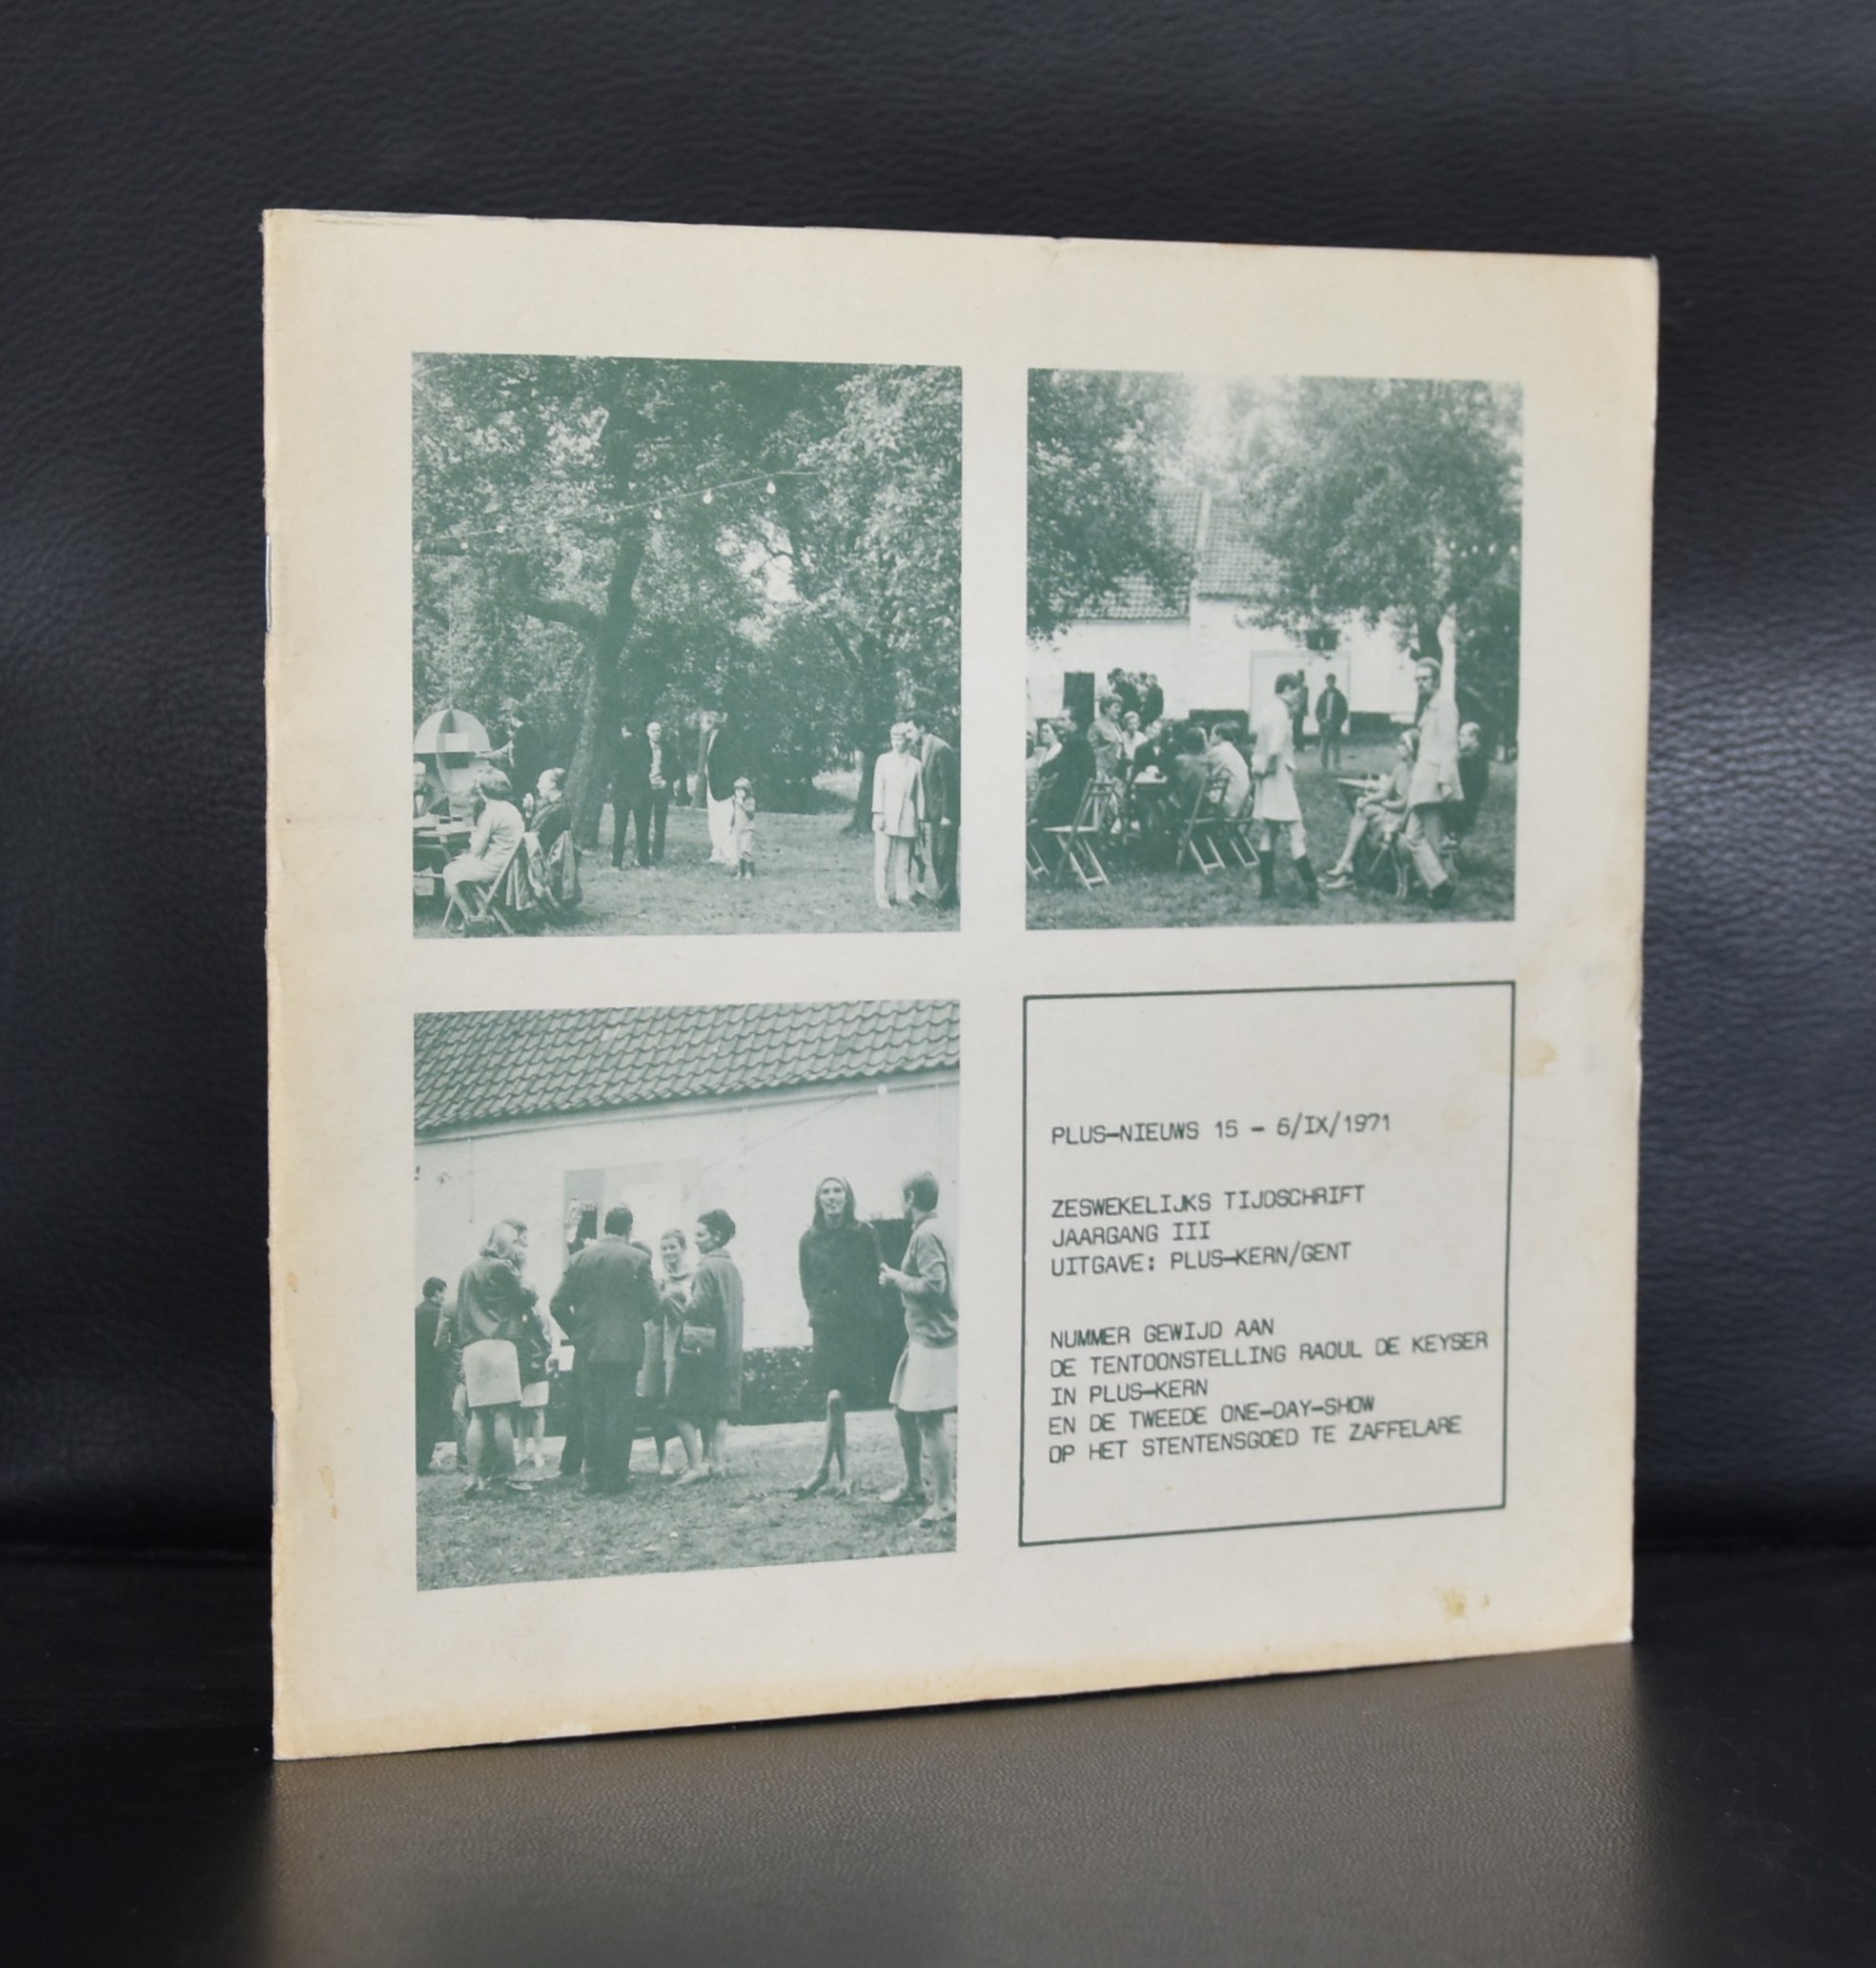 PLUS-NIEUWS 15 - 6/IX/1971
ZESWEKELIJKS TIJDSCHRIFT
JAARGANG III
UITGAVE: PLUS-KERN/GENT
NUMMER GEWIJD AAN
DE TENTOONSTELLING RAOUL DE KEYSER
IN PLUS-KERN
EN DE TWEEDE ONE-DAY-SHOW
OP HET STENTENSGOED TE ZAFFELARE